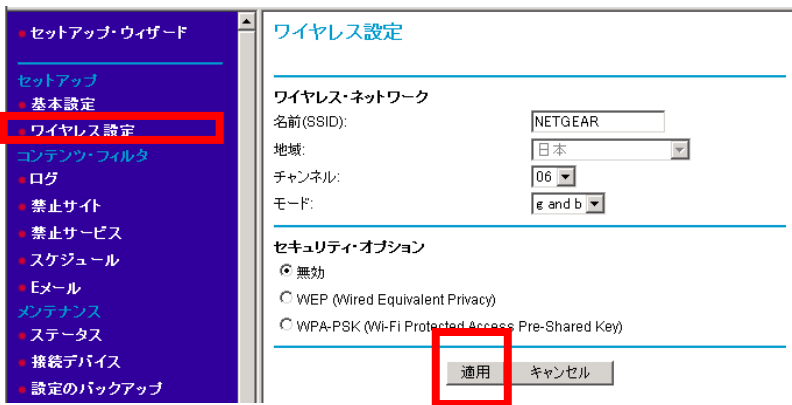 セットアップ・ウィザード
セットアップ
基本設定
ワイヤレス設定
コンテンツ・フィルタ
ログ
禁止サイト
禁止サービス
スケジュール
Eメール
メンテナンス
ステータス
接続デバイス
設定のバックアップ
ワイヤレス設定
ワイヤレス・ネットワーク
名前(SSID): NETGEAR
地域: 日本
チャンネル: 06
モード: g and b
セキュリティ・オプション
無効
WEP (Wired Equivalent Privacy)
WPA-PSK (Wi-Fi Protected Access Pre-Shared Key)
適用 キャンセル